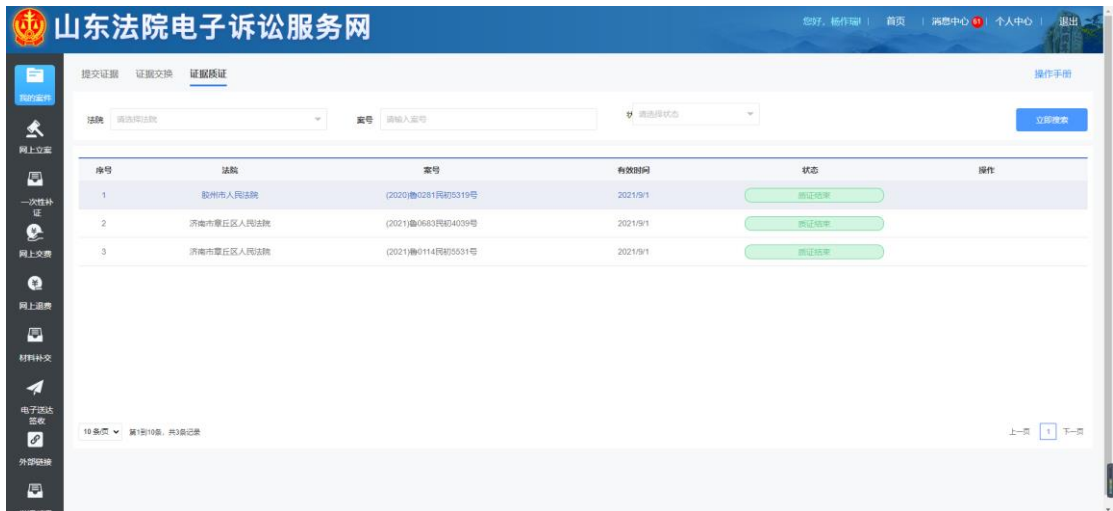 山东法院电子诉讼服务网
您好，杨作瑞! | 首页 | 消息中心 61 | 个人中心 | 退出
我的案件
网上立案
一次性补
证
网上交费
网上退费
材料补交
电子送达
签收
外部链接
提交证据 证据交换 证据质证 操作手册
法院 请选择法院 案号 请输入案号 请选择状态 立即搜索
序号 法院 案号 有效时间 状态 操作
1 胶州市人民法院 (2020)鲁0281民初5319号 2021/9/1 质证结束
2 济南市章丘区人民法院 (2021)鲁0683民初4039号 2021/9/1 质证结束
3 济南市章丘区人民法院 (2021)鲁0114民初5531号 2021/9/1 质证结束
10 条/页 第1到10条，共3条记录 上一页 1 下一页